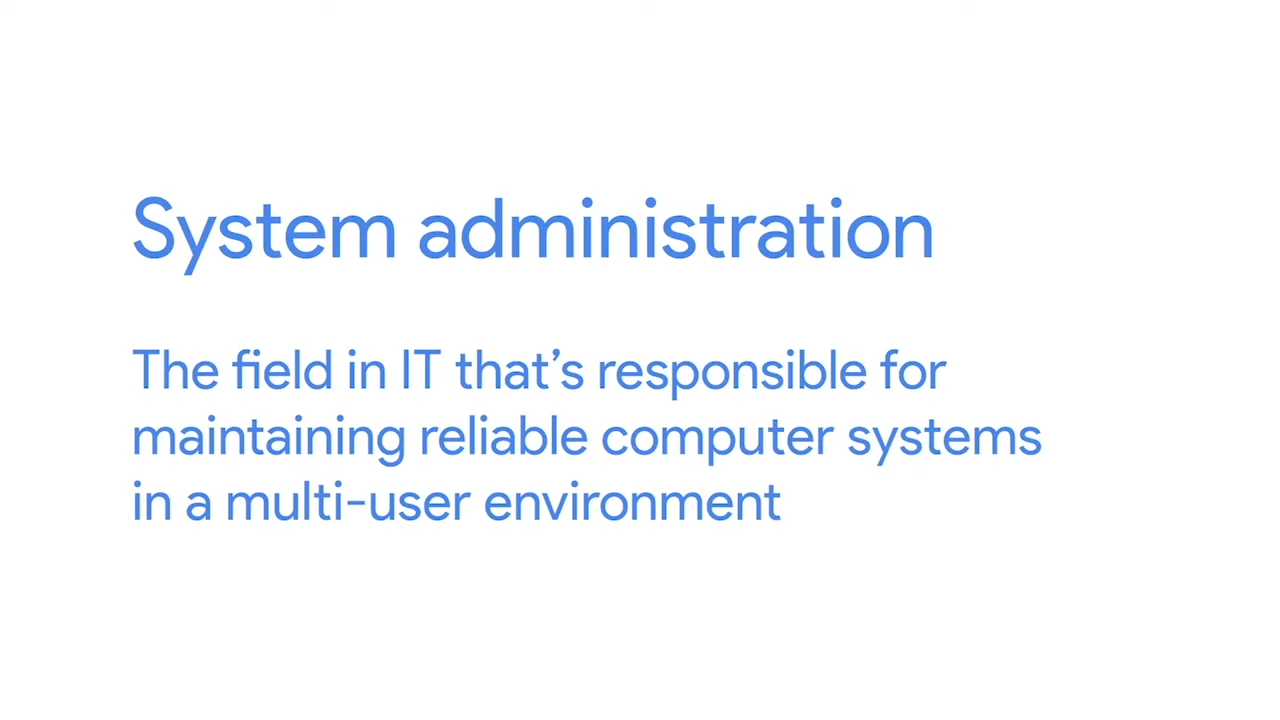 System administration
The field in IT that’s responsible for
maintaining reliable computer systems
in a multi-user environment